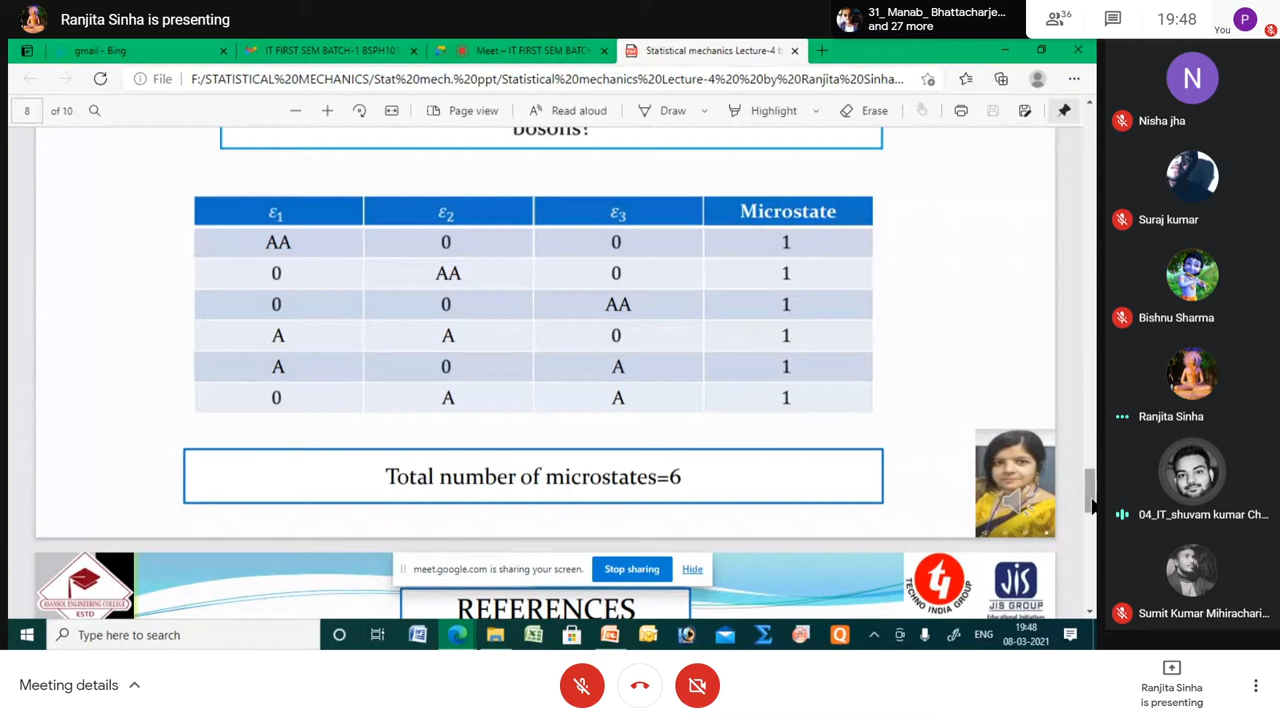 Ranjita Sinha is presenting
31_ Manab_ Bhattacharje...
and 27 more
36
19:48
You
P
gmail - Bing
IT FIRST SEM BATCH-1 BSPH101
Meet – IT FIRST SEM BATCH-
Statistical mechanics Lecture-4 b
File
F:/STATISTICAL%20MECHANICS/Stat%20mech.%20ppt/Statistical%20mechanics%20Lecture-4%20%20by%20Ranjita%20Sinha...
8 of 10
Page view
Read aloud
Draw
Highlight
Erase
bosons?
ε1 ε2 ε3 Microstate
AA 0 0 1
0 AA 0 1
0 0 AA 1
A A 0 1
A 0 A 1
0 A A 1
Total number of microstates=6
ASANSOL ENGINEERING COLLEGE
ESTD
meet.google.com is sharing your screen.
Stop sharing
Hide
REFERENCES
TECHNO INDIA GROUP
JIS
JIS GROUP
Educational Initiatives
Type here to search
ENG
19:48
08-03-2021
N
Nisha jha
Suraj kumar
Bishnu Sharma
Ranjita Sinha
04_IT_shuvam kumar Ch...
Sumit Kumar Mihirachari...
Meeting details
Ranjita Sinha
is presenting